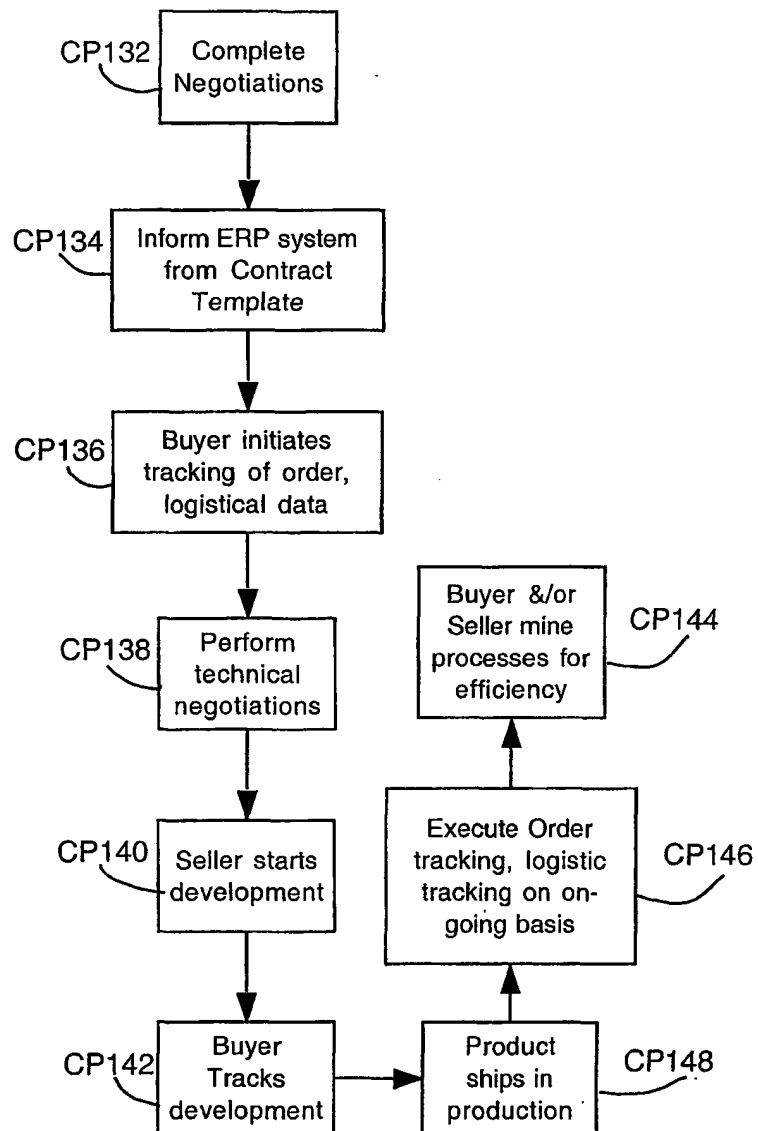 CP132
Complete
Negotiations
CP134
Inform ERP system
from Contract
Template
CP136
Buyer initiates
tracking of order,
logistical data
CP138
Perform
technical
negotiations
CP140
Seller starts
development
CP142
Buyer
Tracks
development
Product
ships in
production
CP148
Execute Order
tracking, logistic
tracking on on-
going basis
CP146
Buyer &/or
Seller mine
processes for
efficiency
CP144